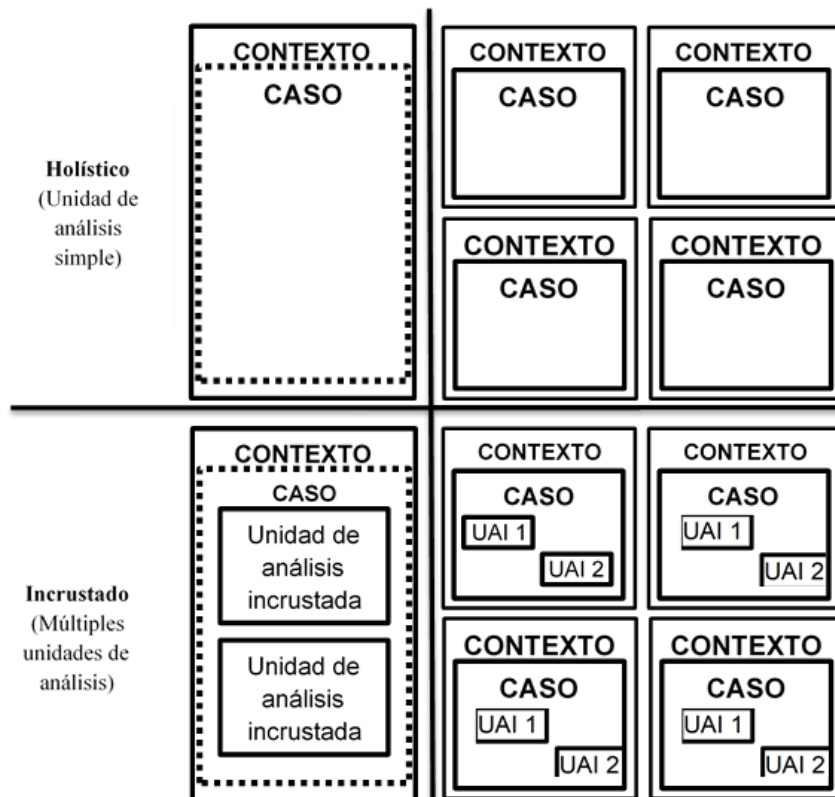 Holístico
(Unidad de
análisis
simple)
CONTEXTO
CASO
CONTEXTO
CASO
CONTEXTO
CASO
CONTEXTO
CASO
CONTEXTO
CASO
Incrustado
(Múltiples
unidades de
análisis)
CONTEXTO
CASO
Unidad de
análisis
incrustada
Unidad de
análisis
incrustada
CONTEXTO
CASO
UAI 1
UAI 2
CONTEXTO
CASO
UAI 1
UAI 2
CONTEXTO
CASO
UAI 1
UAI 2
CONTEXTO
CASO
UAI 1
UAI 2